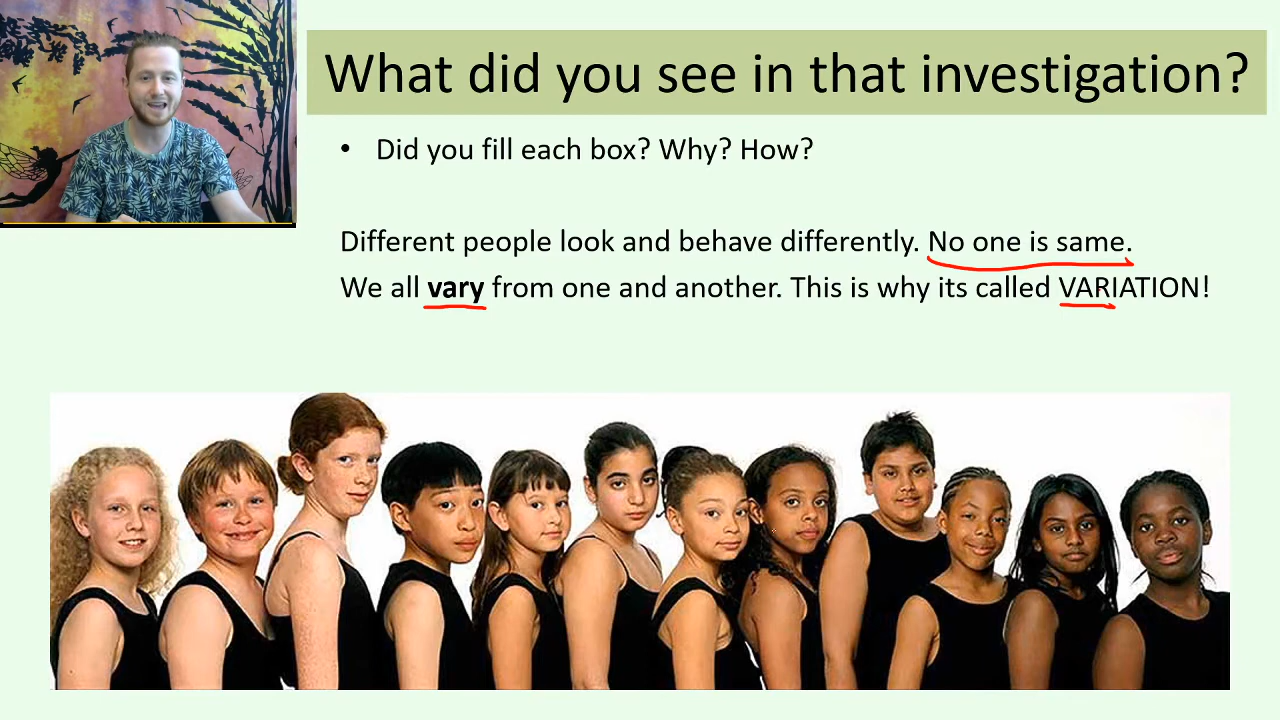 What did you see in that investigation?
• Did you fill each box? Why? How?
Different people look and behave differently. No one is same.
We all vary from one and another. This is why its called VARIATION!